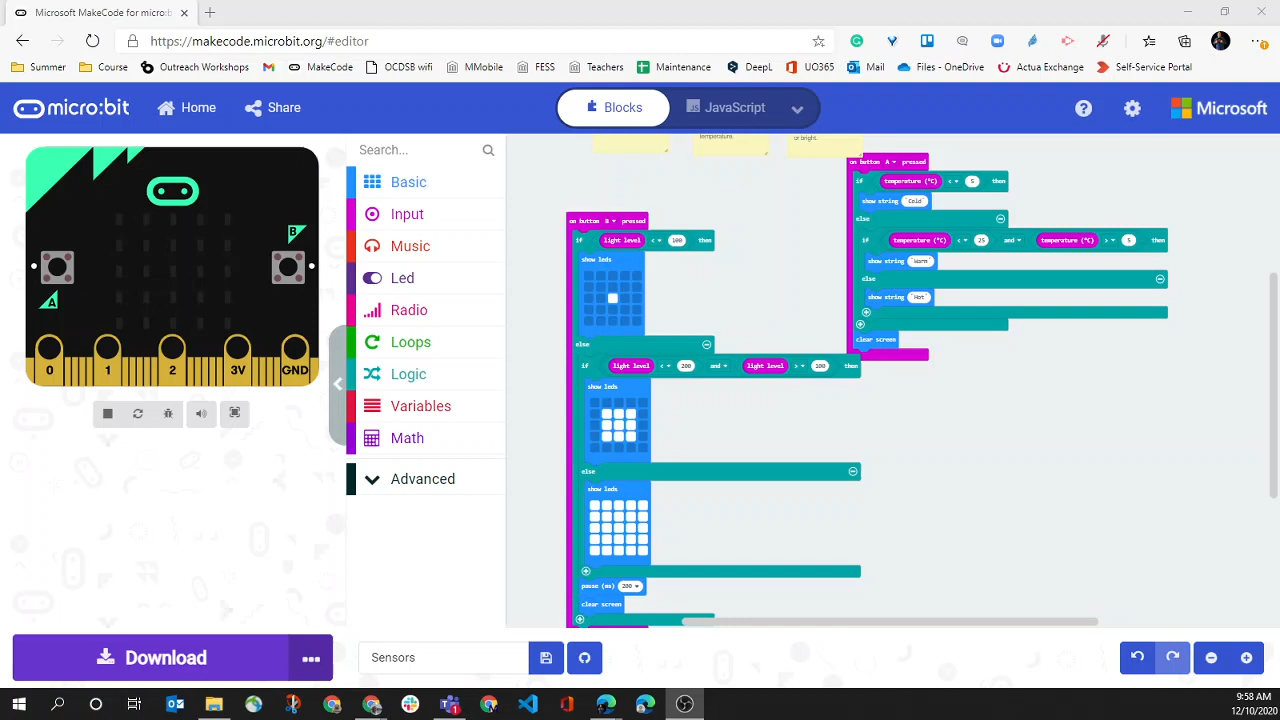 Microsoft MakeCode for micro:b
https://makecode.microbit.org/#editor
Summer Course Outreach Workshops MakeCode OCDSB wifi MMobile FESS Teachers Maintenance DeepL UO365 Mail Files - OneDrive Actua Exchange Self-Service Portal
micro:bit Home Share Blocks JavaScript Microsoft
Search...
Basic
Input
Music
Led
Radio
Loops
Logic
Variables
Math
Advanced
B
A
0 1 2 3V GND
temperature.
or bright.
on button B pressed
if light level < 100 then
show leds
else
if light level < 200 and light level > 100 then
show leds
else
show leds
pause (ms) 200
clear screen
on button A pressed
if temperature (°C) < 5 then
show string "Cold"
else
if temperature (°C) < 25 and temperature (°C) > 5 then
show string "Warm"
else
show string "Hot"
clear screen
Download
Sensors
9:58 AM
12/10/2020